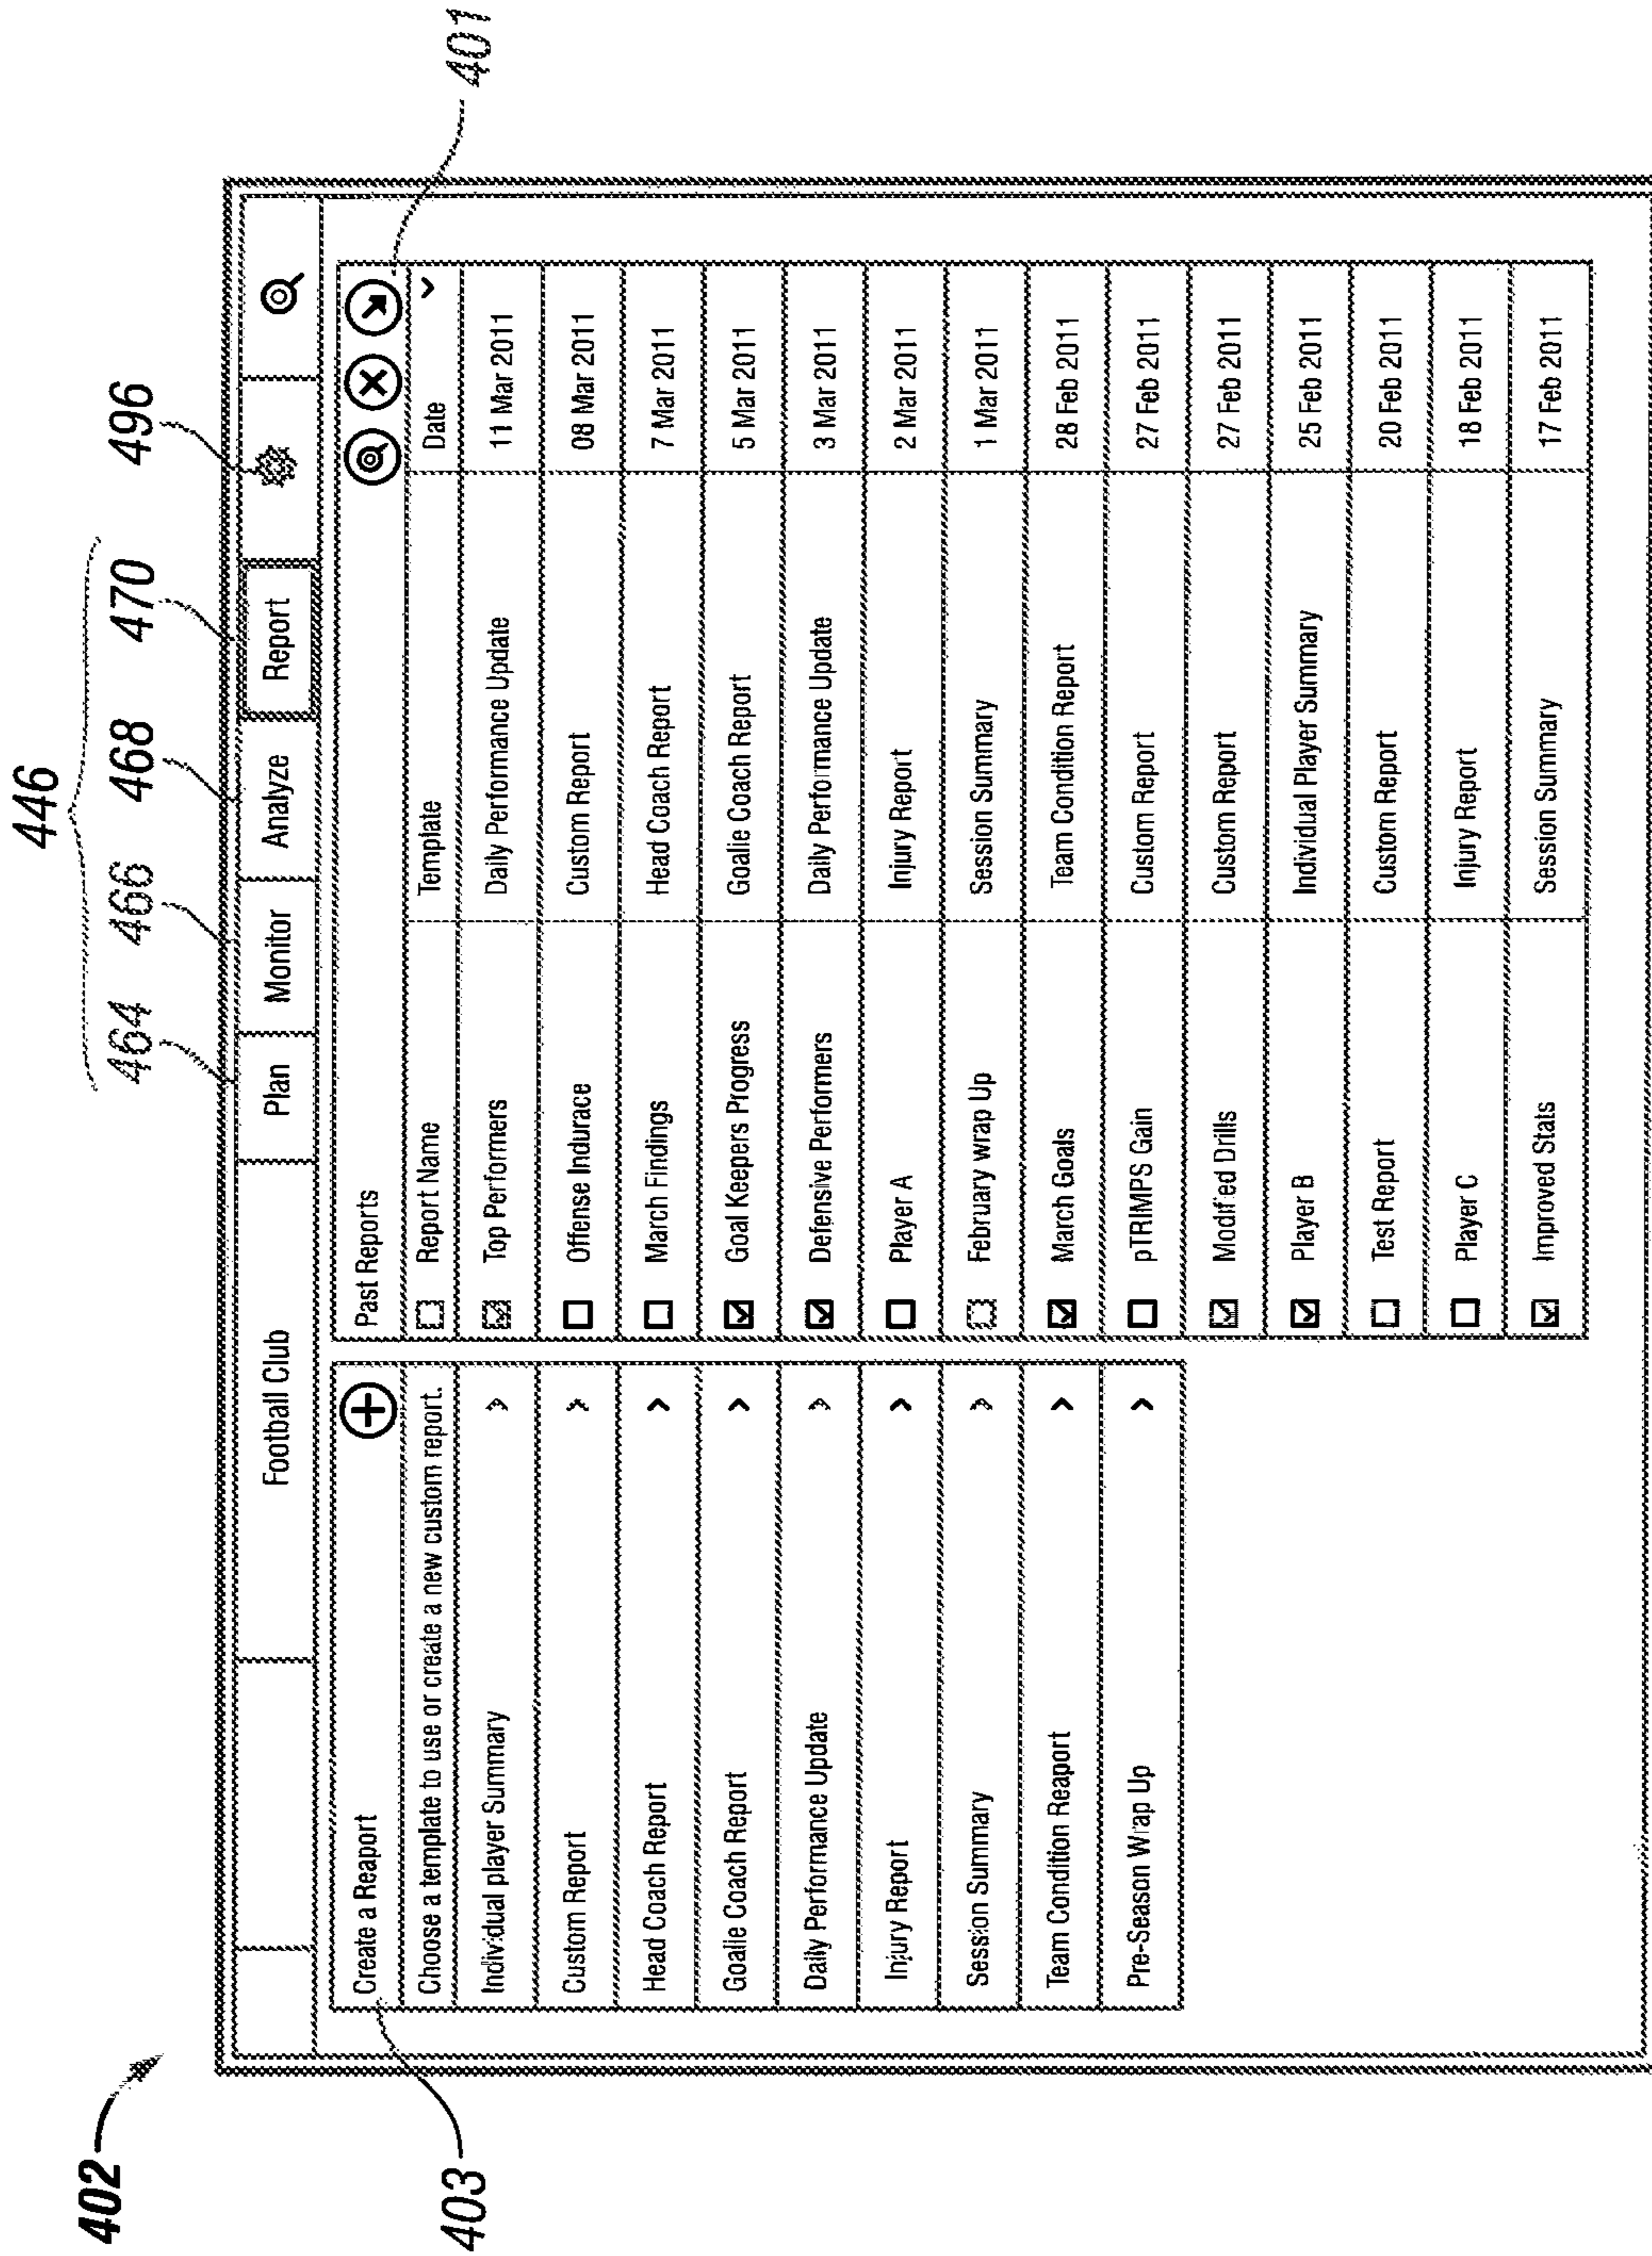 402
446
464 466 468 470 496
Football Club Plan Monitor Analyze Report
403
Create a Reaport
Choose a template to use or create a new custom report.
Individual player Summary
Custom Report
Head Coach Report
Goalie Coach Report
Daily Performance Update
Injury Report
Session Summary
Team Condition Reaport
Pre-Season Wrap Up
401
Past Reports
Report Name Template Date
Top Performers Daily Performance Update 11 Mar 2011
Offense Indurace Custom Report 08 Mar 2011
March Findings Head Coach Report 7 Mar 2011
Goal Keepers Progress Goalie Coach Report 5 Mar 2011
Defensive Performers Daily Performance Update 3 Mar 2011
Player A Injury Report 2 Mar 2011
February wrap Up Session Summary 1 Mar 2011
March Goals Team Condition Report 28 Feb 2011
pTRIMPS Gain Custom Report 27 Feb 2011
Modified Drills Custom Report 27 Feb 2011
Player B Individual Player Summary 25 Feb 2011
Test Report Custom Report 20 Feb 2011
Player C Injury Report 18 Feb 2011
Improved Stats Session Summary 17 Feb 2011